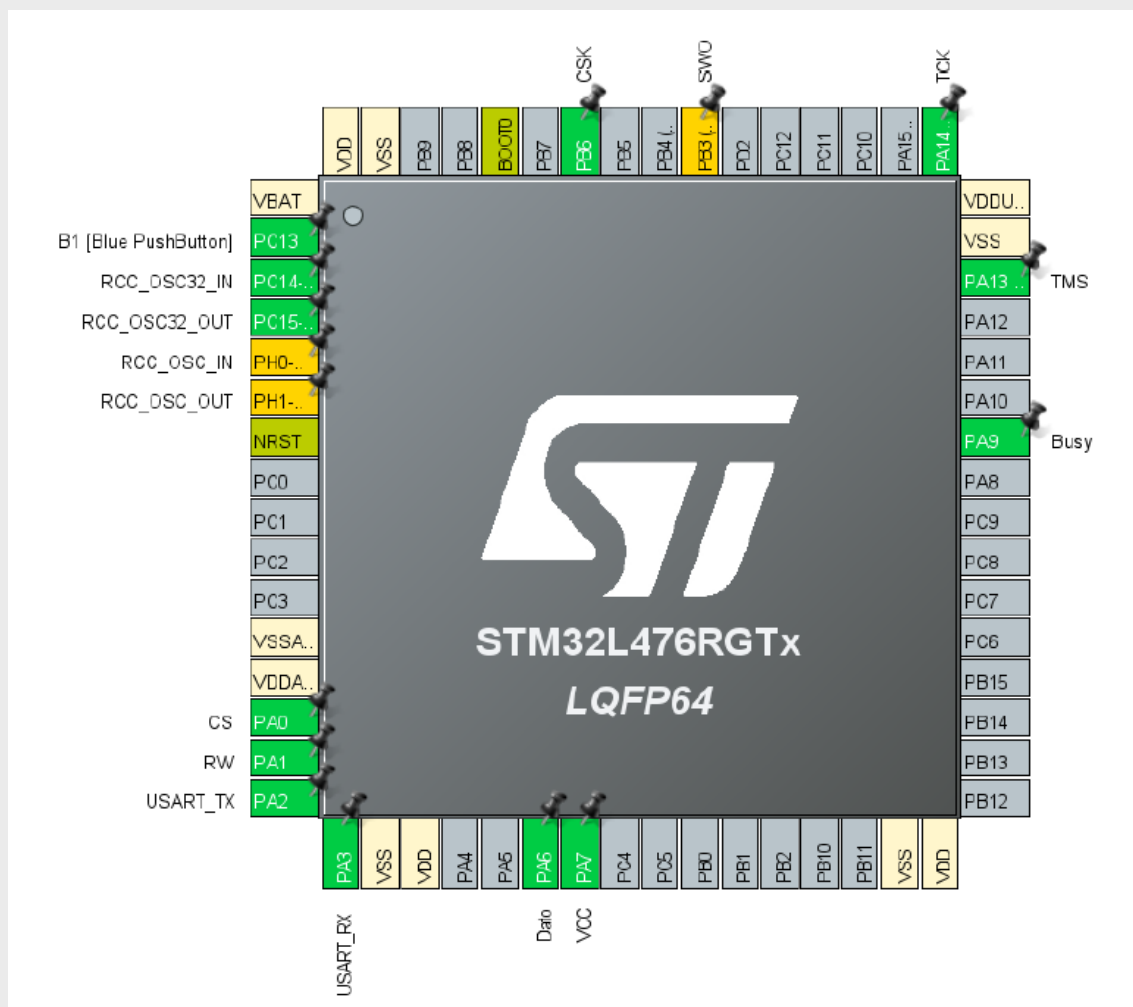 CSK
SWO
TCK
VDD
VSS
PB9
PB8
BOOT0
PB7
PB6
PB5
PB4 (..
PB3 (..
PD2
PC12
PC11
PC10
PA15..
PA14..
VBAT
B1 [Blue PushButton] PC13
RCC_OSC32_IN PC14-..
RCC_OSC32_OUT PC15-..
RCC_OSC_IN PH0-..
RCC_OSC_OUT PH1-..
NRST
PC0
PC1
PC2
PC3
VSSA..
VDDA..
CS PA0
RW PA1
USART_TX PA2
VDDU..
VSS
PA13.. TMS
PA12
PA11
PA10
PA9 Busy
PA8
PC9
PC8
PC7
PC6
PB15
PB14
PB13
PB12
STM32L476RGTx
LQFP64
PA3
VSS
VDD
PA4
PA5
PA6
PA7
PC4
PC5
PB0
PB1
PB2
PB10
PB11
VSS
VDD
USART_RX
Dato
VCC